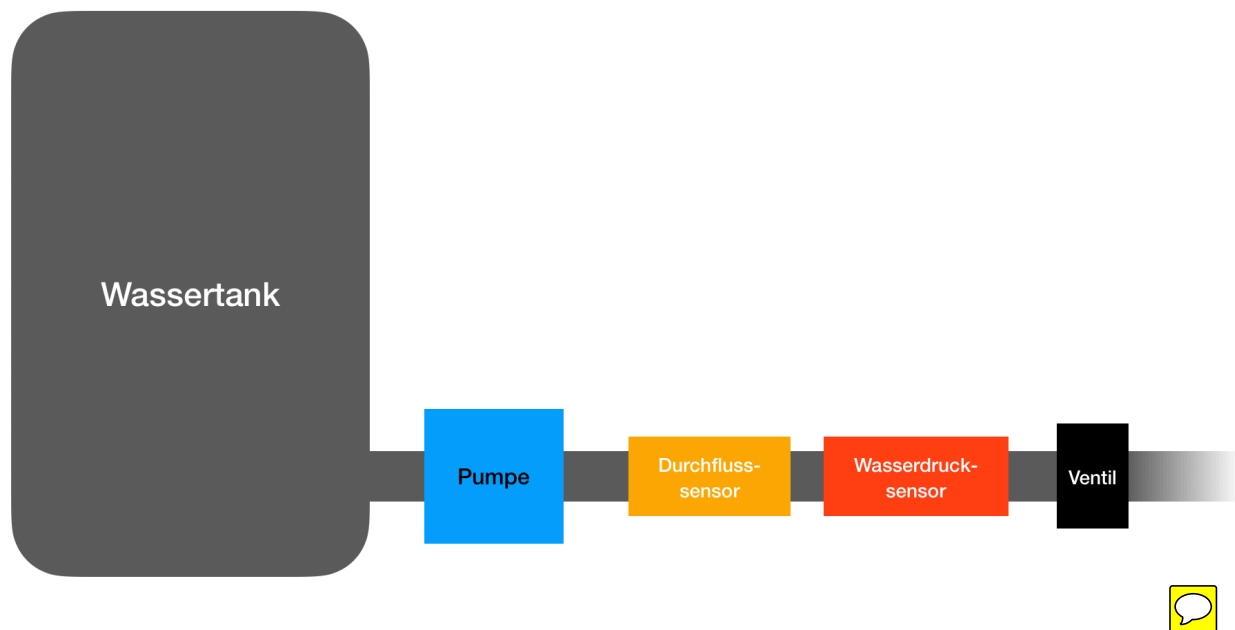 Wassertank
Pumpe
Durchfluss-
sensor
Wasserdruck-
sensor
Ventil